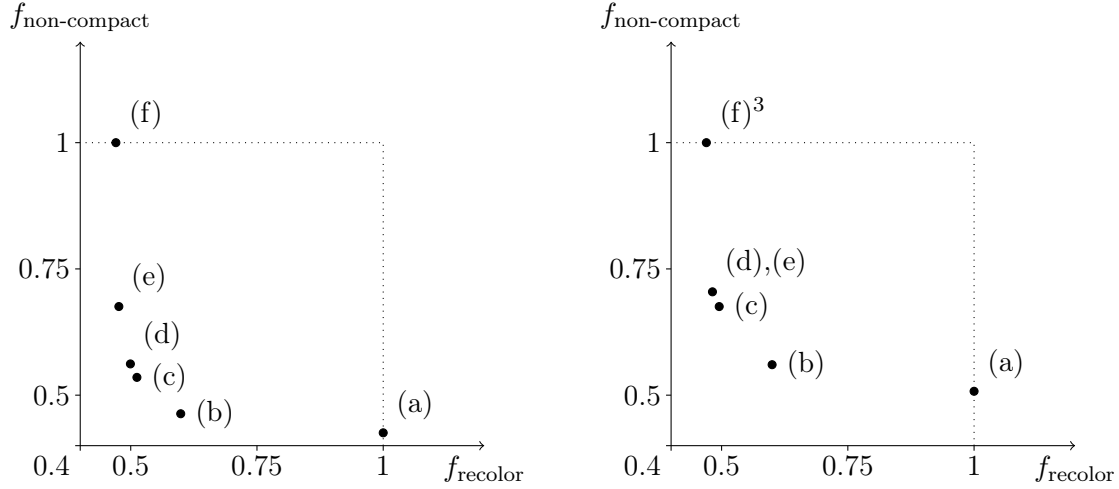 f_non-compact
(f)
1
0.75
(e)
(d)
(c)
(b)
(a)
0.5
0.4
0.5
0.75
1
f_recolor
f_non-compact
(f)³
1
0.75
(d),(e)
(c)
(b)
(a)
0.5
0.4
0.5
0.75
1
f_recolor